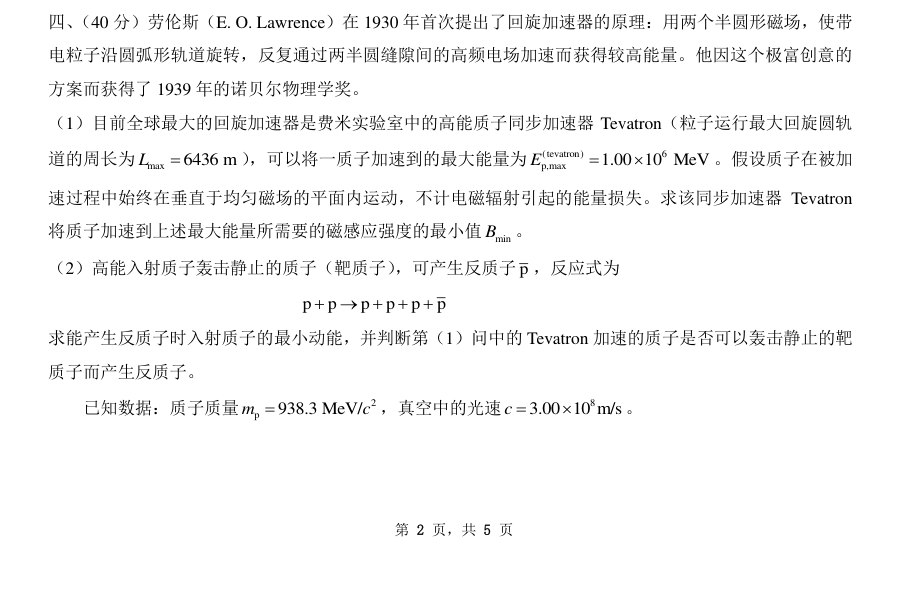 四、（40 分）劳伦斯（E. O. Lawrence）在 1930 年首次提出了回旋加速器的原理：用两个半圆形磁场，使带
电粒子沿圆弧形轨道旋转，反复通过两半圆缝隙间的高频电场加速而获得较高能量。他因这个极富创意的
方案而获得了 1939 年的诺贝尔物理学奖。
（1）目前全球最大的回旋加速器是费米实验室中的高能质子同步加速器 Tevatron（粒子运行最大回旋圆轨
道的周长为 L_max = 6436 m ），可以将一质子加速到的最大能量为 E_{p,max}^{(tevatron)} = 1.00×10^6 MeV 。假设质子在被加
速过程中始终在垂直于均匀磁场的平面内运动，不计电磁辐射引起的能量损失。求该同步加速器 Tevatron
将质子加速到上述最大能量所需要的磁感应强度的最小值 B_min 。
（2）高能入射质子轰击静止的质子（靶质子），可产生反质子 p̅ ，反应式为
p + p → p + p + p + p̅
求能产生反质子时入射质子的最小动能，并判断第（1）问中的 Tevatron 加速的质子是否可以轰击静止的靶
质子而产生反质子。
已知数据：质子质量 m_p = 938.3 MeV/c^2 ，真空中的光速 c = 3.00×10^8 m/s 。
第 2 页，共 5 页